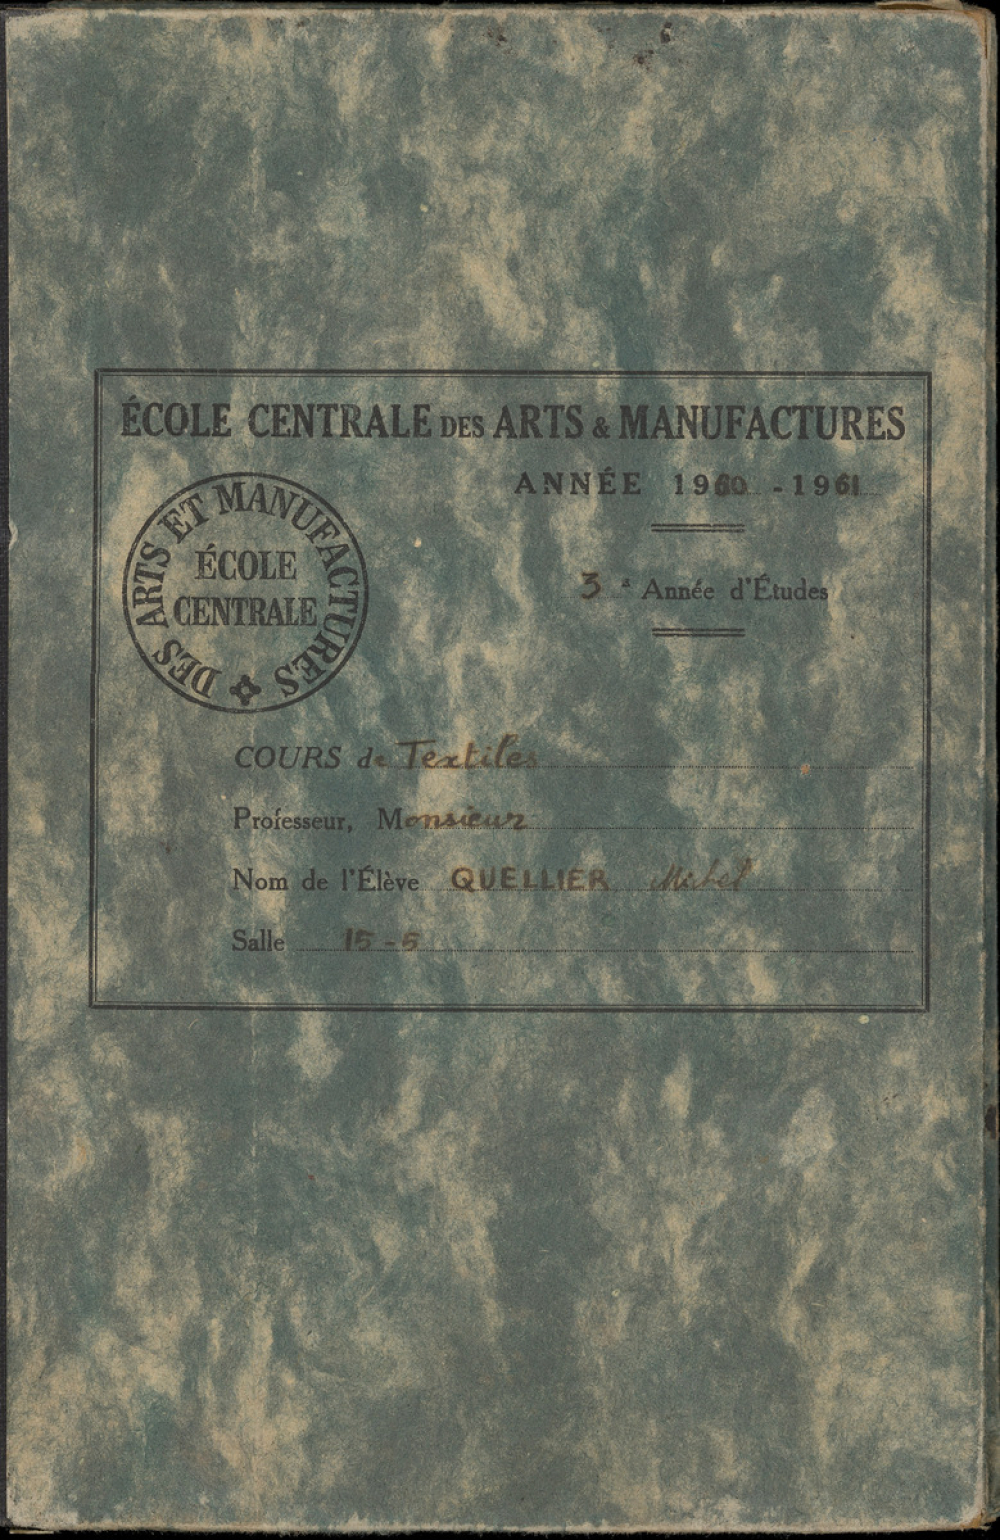 ÉCOLE CENTRALE DES ARTS & MANUFACTURES
ANNÉE 1960 - 1961
DES ARTS ET MANUFACTURES
ÉCOLE
CENTRALE
3e Année d'Études
COURS de Textiles
Professeur, Monsieur
Nom de l'Élève QUELLIER Michel
Salle 15 - 5